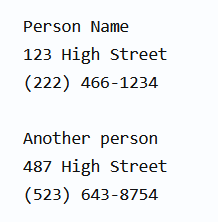 Person Name
123 High Street
(222) 466-1234

Another person
487 High Street
(523) 643-8754